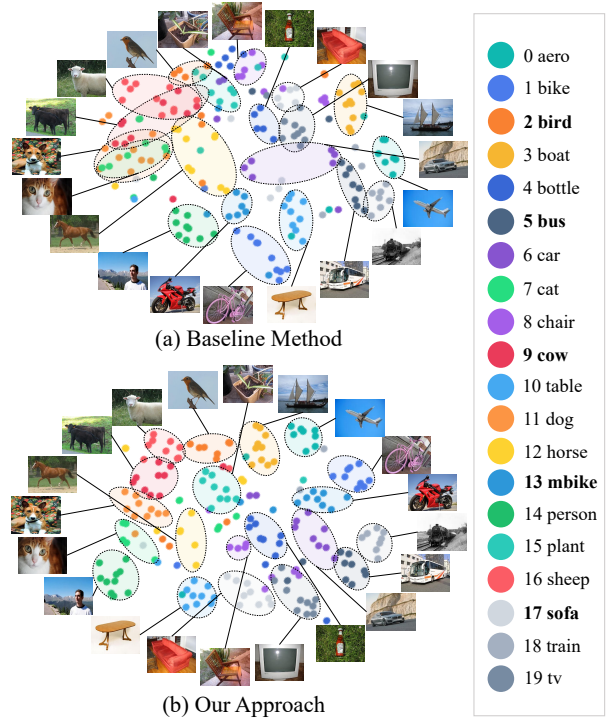 (a) Baseline Method
(b) Our Approach
0 aero
1 bike
2 bird
3 boat
4 bottle
5 bus
6 car
7 cat
8 chair
9 cow
10 table
11 dog
12 horse
13 mbike
14 person
15 plant
16 sheep
17 sofa
18 train
19 tv